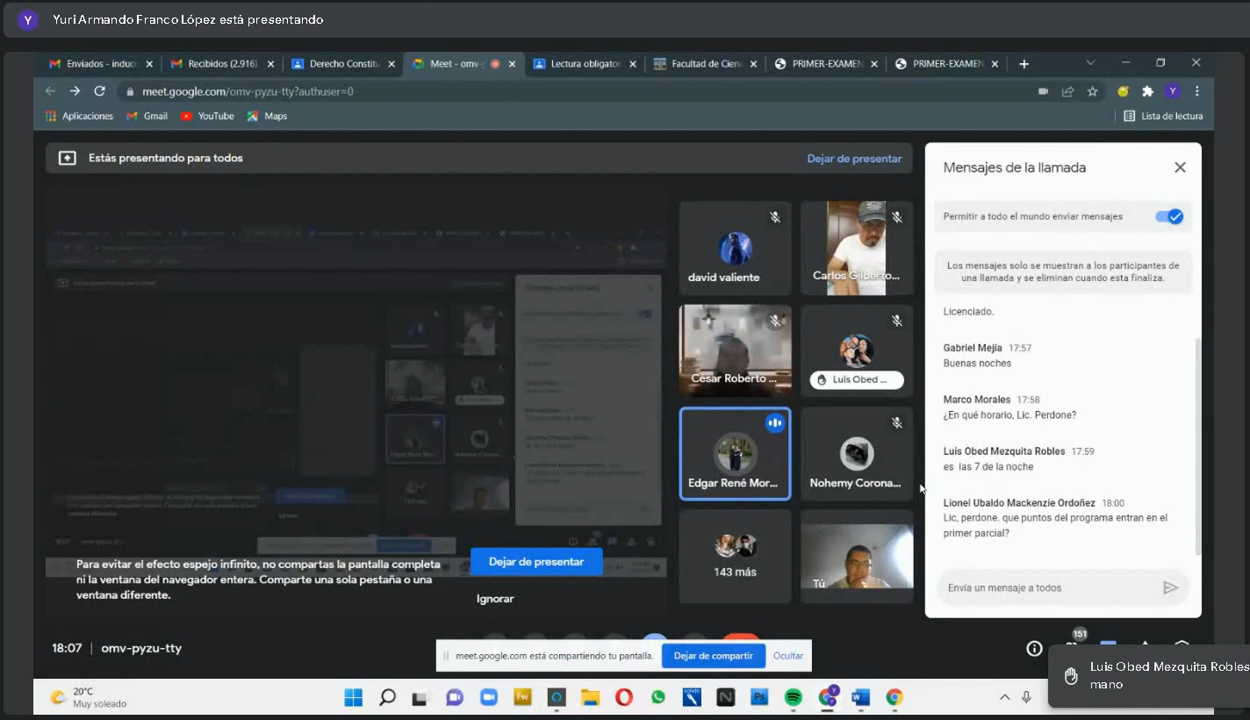 Y Yuri Armando Franco López está presentando
Enviados - induc
Recibidos (2.916)
Derecho Constitu
Meet - omv-p
Lectura obligator
Facultad de Cienc
PRIMER-EXAMEN
PRIMER-EXAMEN
meet.google.com/omv-pyzu-tty?authuser=0
Y
Aplicaciones
Gmail
YouTube
Maps
Lista de lectura
Estás presentando para todos
Dejar de presentar
Mensajes de la llamada
Permitir a todo el mundo enviar mensajes
Los mensajes solo se muestran a los participantes de
una llamada y se eliminan cuando esta finaliza.
Licenciado.
Gabriel Mejía 17:57
Buenas noches
Marco Morales 17:58
¿En qué horario, Lic. Perdone?
Luis Obed Mezquita Robles 17:59
es las 7 de la noche
Lionel Ubaldo Mackenzie Ordoñez 18:00
Lic, perdone, que puntos del programa entran en el
primer parcial?
Envía un mensaje a todos
david valiente
Carlos Gilberto...
César Roberto ...
Luis Obed ...
Edgar René Mor...
Nohemy Corona...
143 más
Tú
Para evitar el efecto espejo infinito, no compartas la pantalla completa
ni la ventana del navegador entera. Comparte una sola pestaña o una
ventana diferente.
Dejar de presentar
Ignorar
18:07 | omv-pyzu-tty
meet.google.com está compartiendo tu pantalla.
Dejar de compartir
Ocultar
151
Luis Obed Mezquita Robles
mano
20°C
Muy soleado